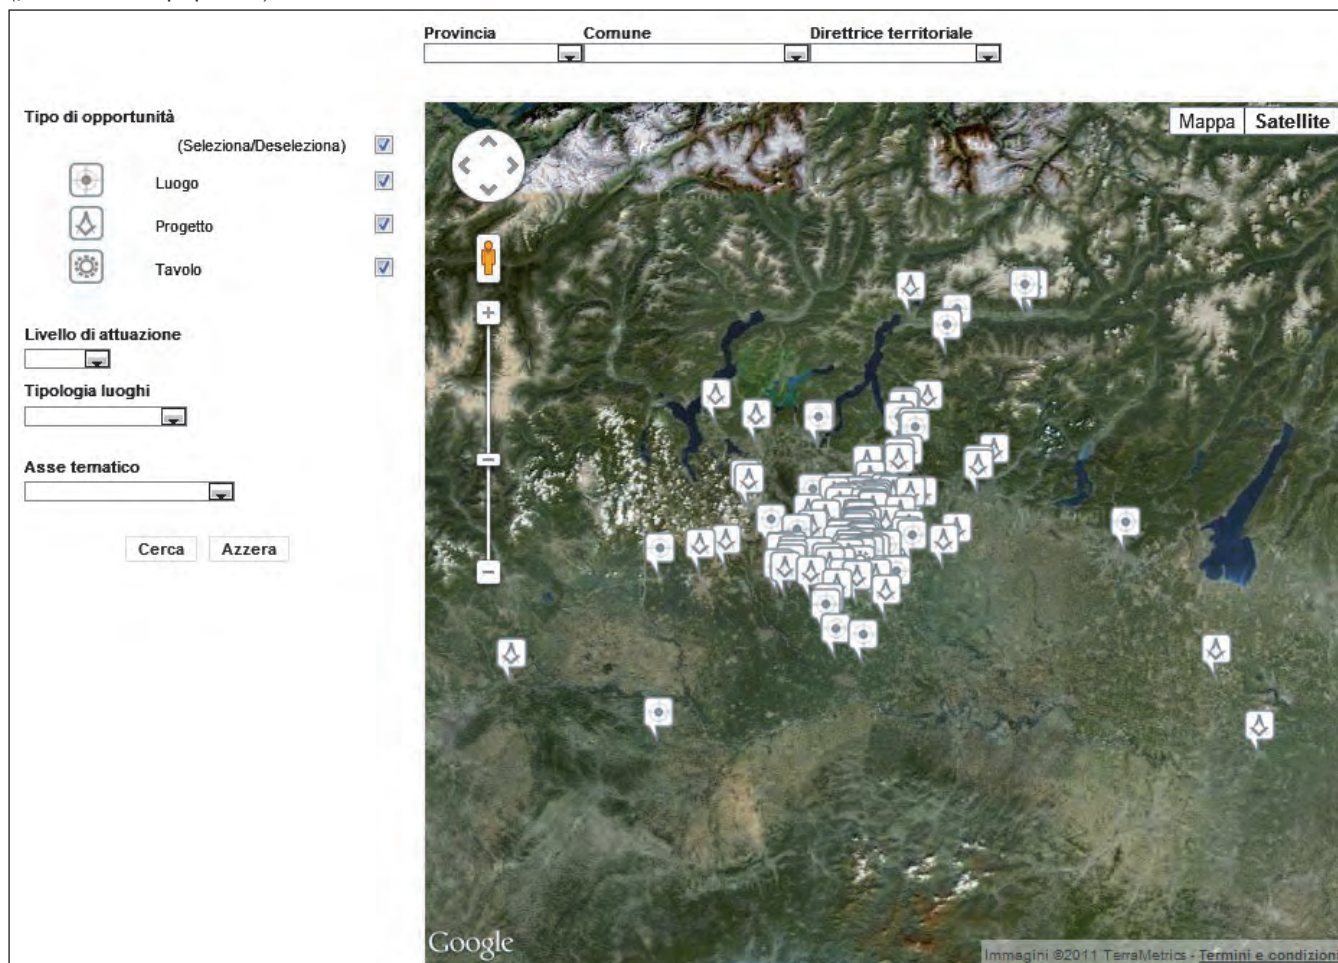 Provincia Comune Direttrice territoriale
Tipo di opportunità
(Seleziona/Deseleziona)
Luogo
Progetto
Tavolo
Livello di attuazione
Tipologia luoghi
Asse tematico
Cerca Azzera
Mappa Satellite
Google
Immagini ©2011 TerraMetrics - Termini e condizion